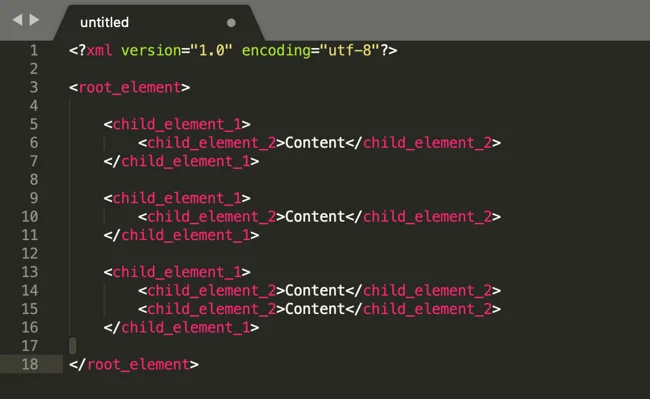 untitled
1 <?xml version="1.0" encoding="utf-8"?>
2
3 <root_element>
4
5     <child_element_1>
6         <child_element_2>Content</child_element_2>
7     </child_element_1>
8
9     <child_element_1>
10         <child_element_2>Content</child_element_2>
11     </child_element_1>
12
13     <child_element_1>
14         <child_element_2>Content</child_element_2>
15         <child_element_2>Content</child_element_2>
16     </child_element_1>
17
18 </root_element>